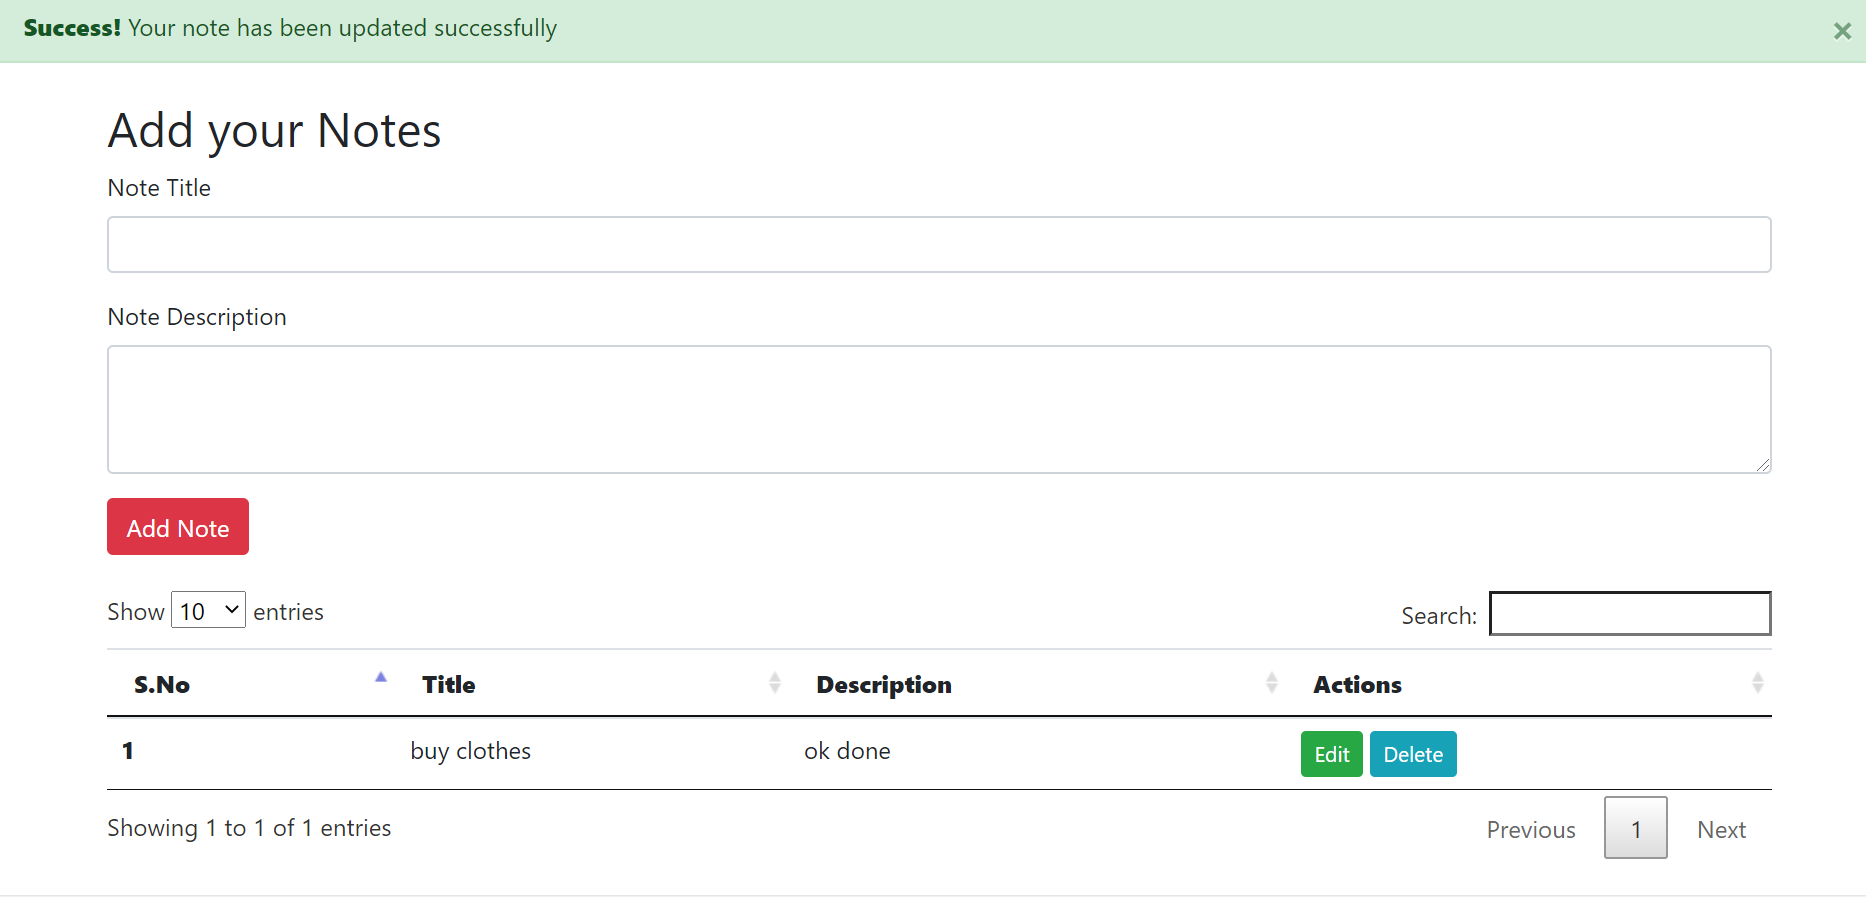 Success! Your note has been updated successfully ×
Add your Notes
Note Title
Note Description
Add Note
Show 10 entries Search:
S.No Title Description Actions
1 buy clothes ok done Edit Delete
Showing 1 to 1 of 1 entries Previous 1 Next